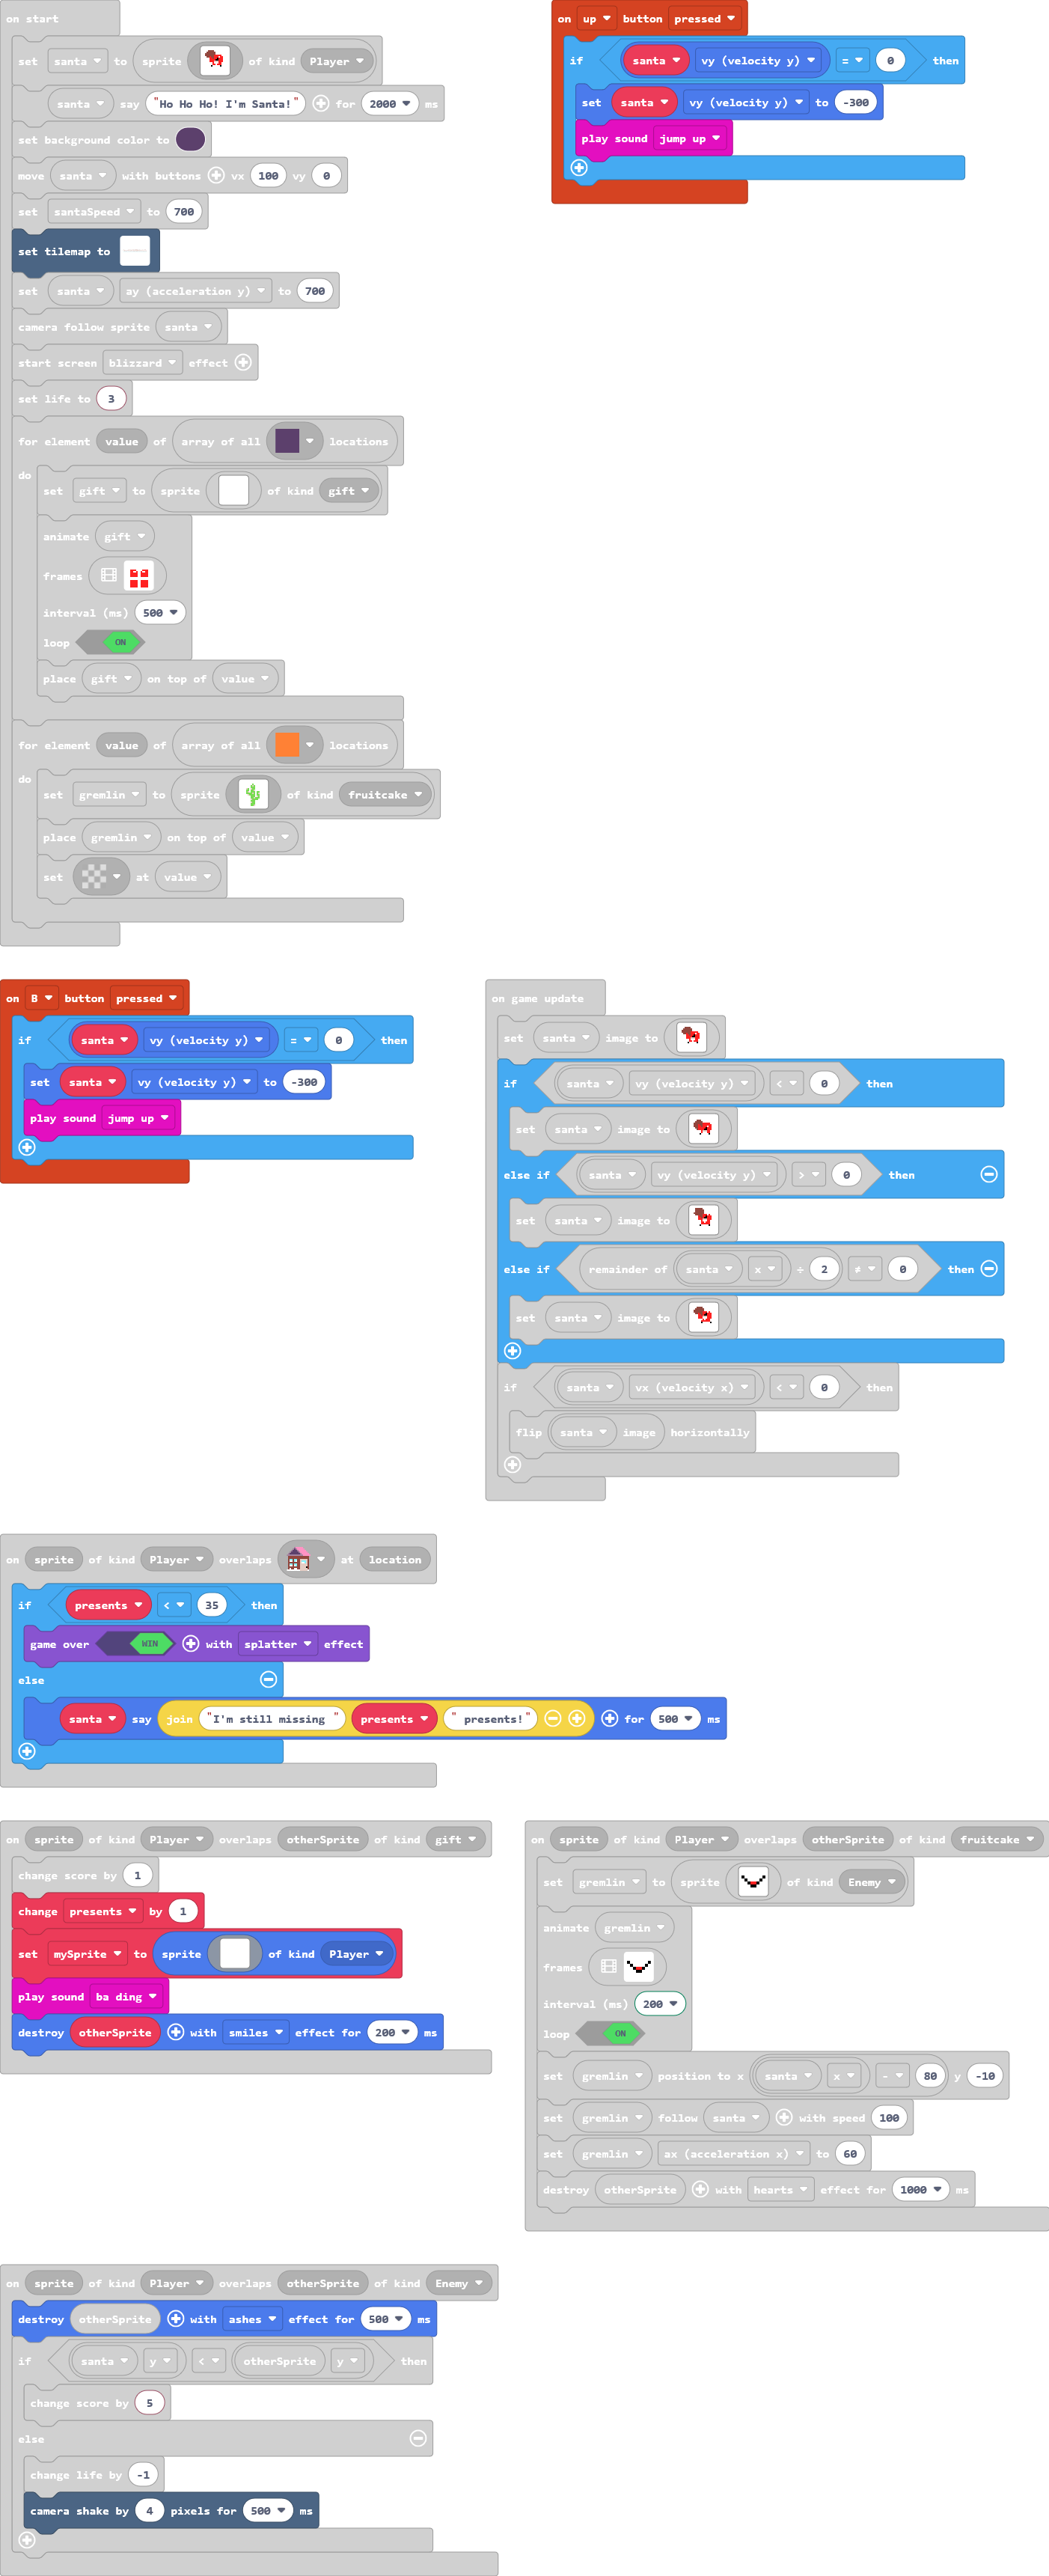 on start
set santa to sprite of kind Player
santa say "Ho Ho Ho! I'm Santa!" for 2000 ms
set background color to
move santa with buttons vx 100 vy 0
set santaSpeed to 700
set tilemap to
set santa ay (acceleration y) to 700
camera follow sprite santa
start screen blizzard effect
set life to 3
for element value of array of all locations
do
set gift to sprite of kind gift
animate gift
frames
interval (ms) 500
loop ON
place gift on top of value
for element value of array of all locations
do
set gremlin to sprite of kind fruitcake
place gremlin on top of value
set at value
on up button pressed
if santa vy (velocity y) = 0 then
set santa vy (velocity y) to -300
play sound jump up
on B button pressed
if santa vy (velocity y) = 0 then
set santa vy (velocity y) to -300
play sound jump up
on game update
set santa image to
if santa vy (velocity y) < 0 then
set santa image to
else if santa vy (velocity y) > 0 then
set santa image to
else if remainder of santa x ÷ 2 ≠ 0 then
set santa image to
if santa vx (velocity x) < 0 then
flip santa image horizontally
on sprite of kind Player overlaps at location
if presents < 35 then
game over WIN with splatter effect
else
santa say join "I'm still missing " presents " presents!" for 500 ms
on sprite of kind Player overlaps otherSprite of kind gift
change score by 1
change presents by 1
set mySprite to sprite of kind Player
play sound ba ding
destroy otherSprite with smiles effect for 200 ms
on sprite of kind Player overlaps otherSprite of kind fruitcake
set gremlin to sprite of kind Enemy
animate gremlin
frames
interval (ms) 200
loop ON
set gremlin position to x santa x - 80 y -10
set gremlin follow santa with speed 100
set gremlin ax (acceleration x) to 60
destroy otherSprite with hearts effect for 1000 ms
on sprite of kind Player overlaps otherSprite of kind Enemy
destroy otherSprite with ashes effect for 500 ms
if santa y < otherSprite y then
change score by 5
else
change life by -1
camera shake by 4 pixels for 500 ms